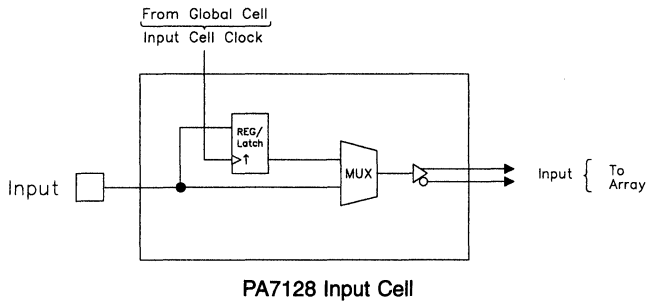 From Global Cell
Input Cell Clock
REG/
Latch
↑
Input
MUX
Input { To
Array
PA7128 Input Cell